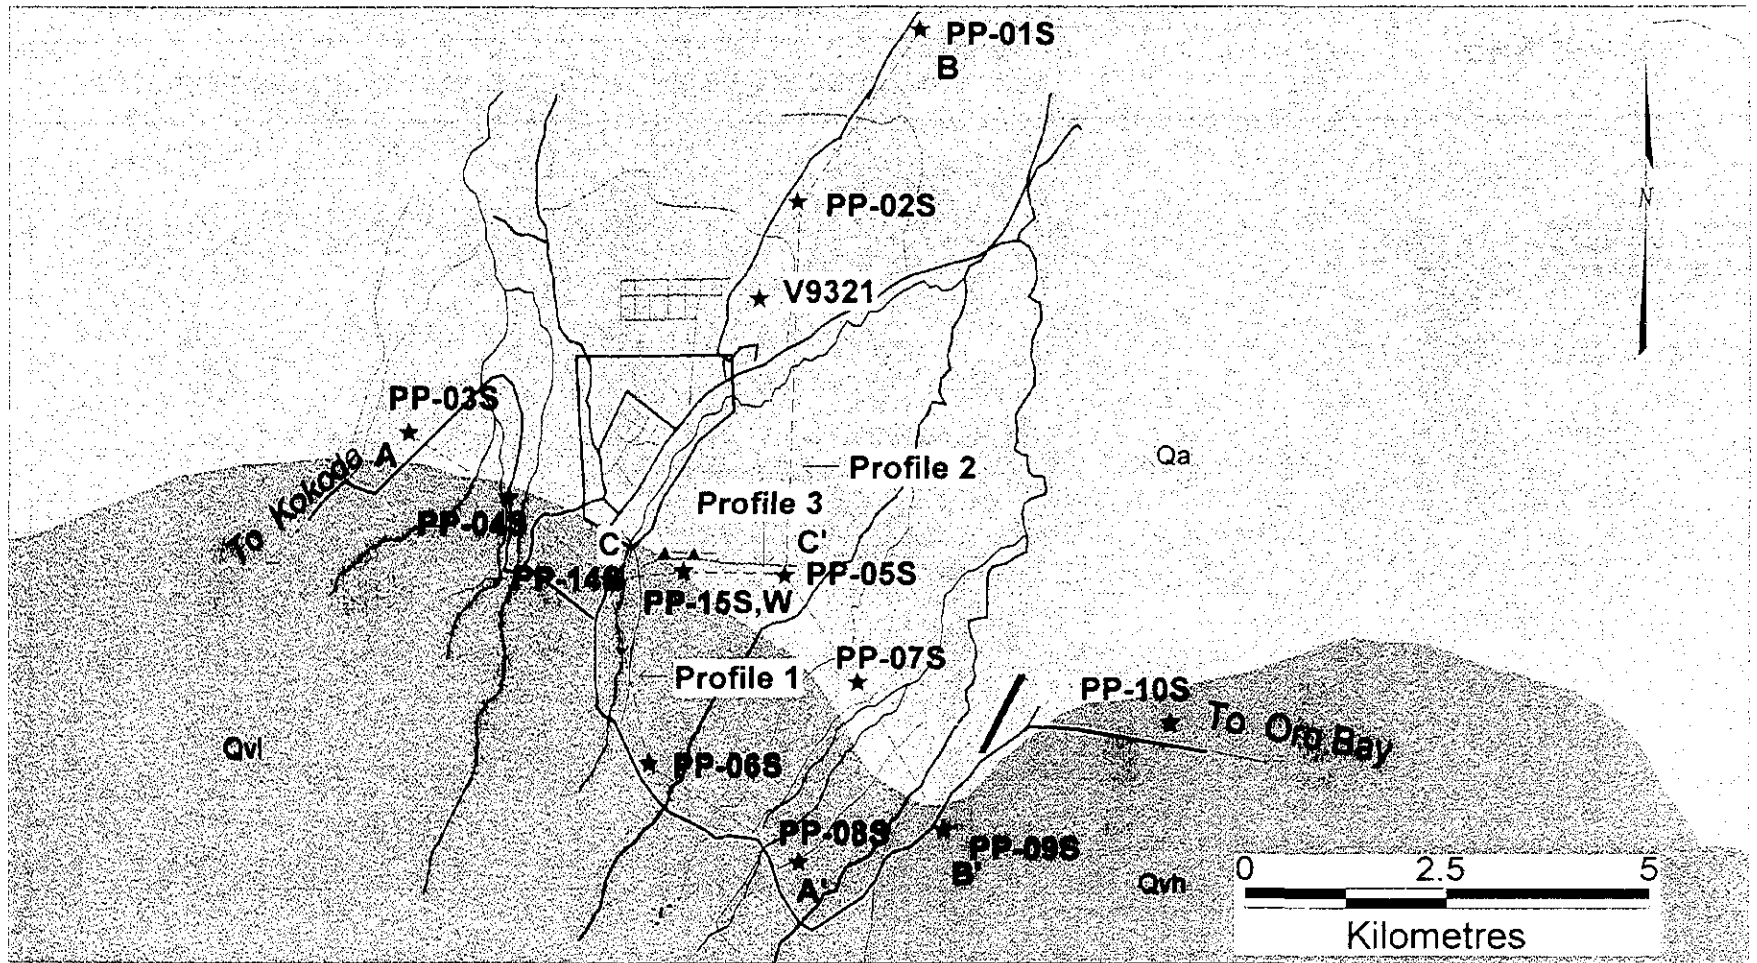 PP-01S
B
N
PP-02S
V9321
PP-03S
To Kokoda
A
Profile 2
Qa
Profile 3
PP-04S
C
C'
PP-14S
PP-05S
PP-15S,W
PP-07S
Profile 1
PP-10S
To Oro Bay
Qvl
PP-06S
PP-08S
PP-09S
A'
B'
Qvh
0 2.5 5
Kilometres